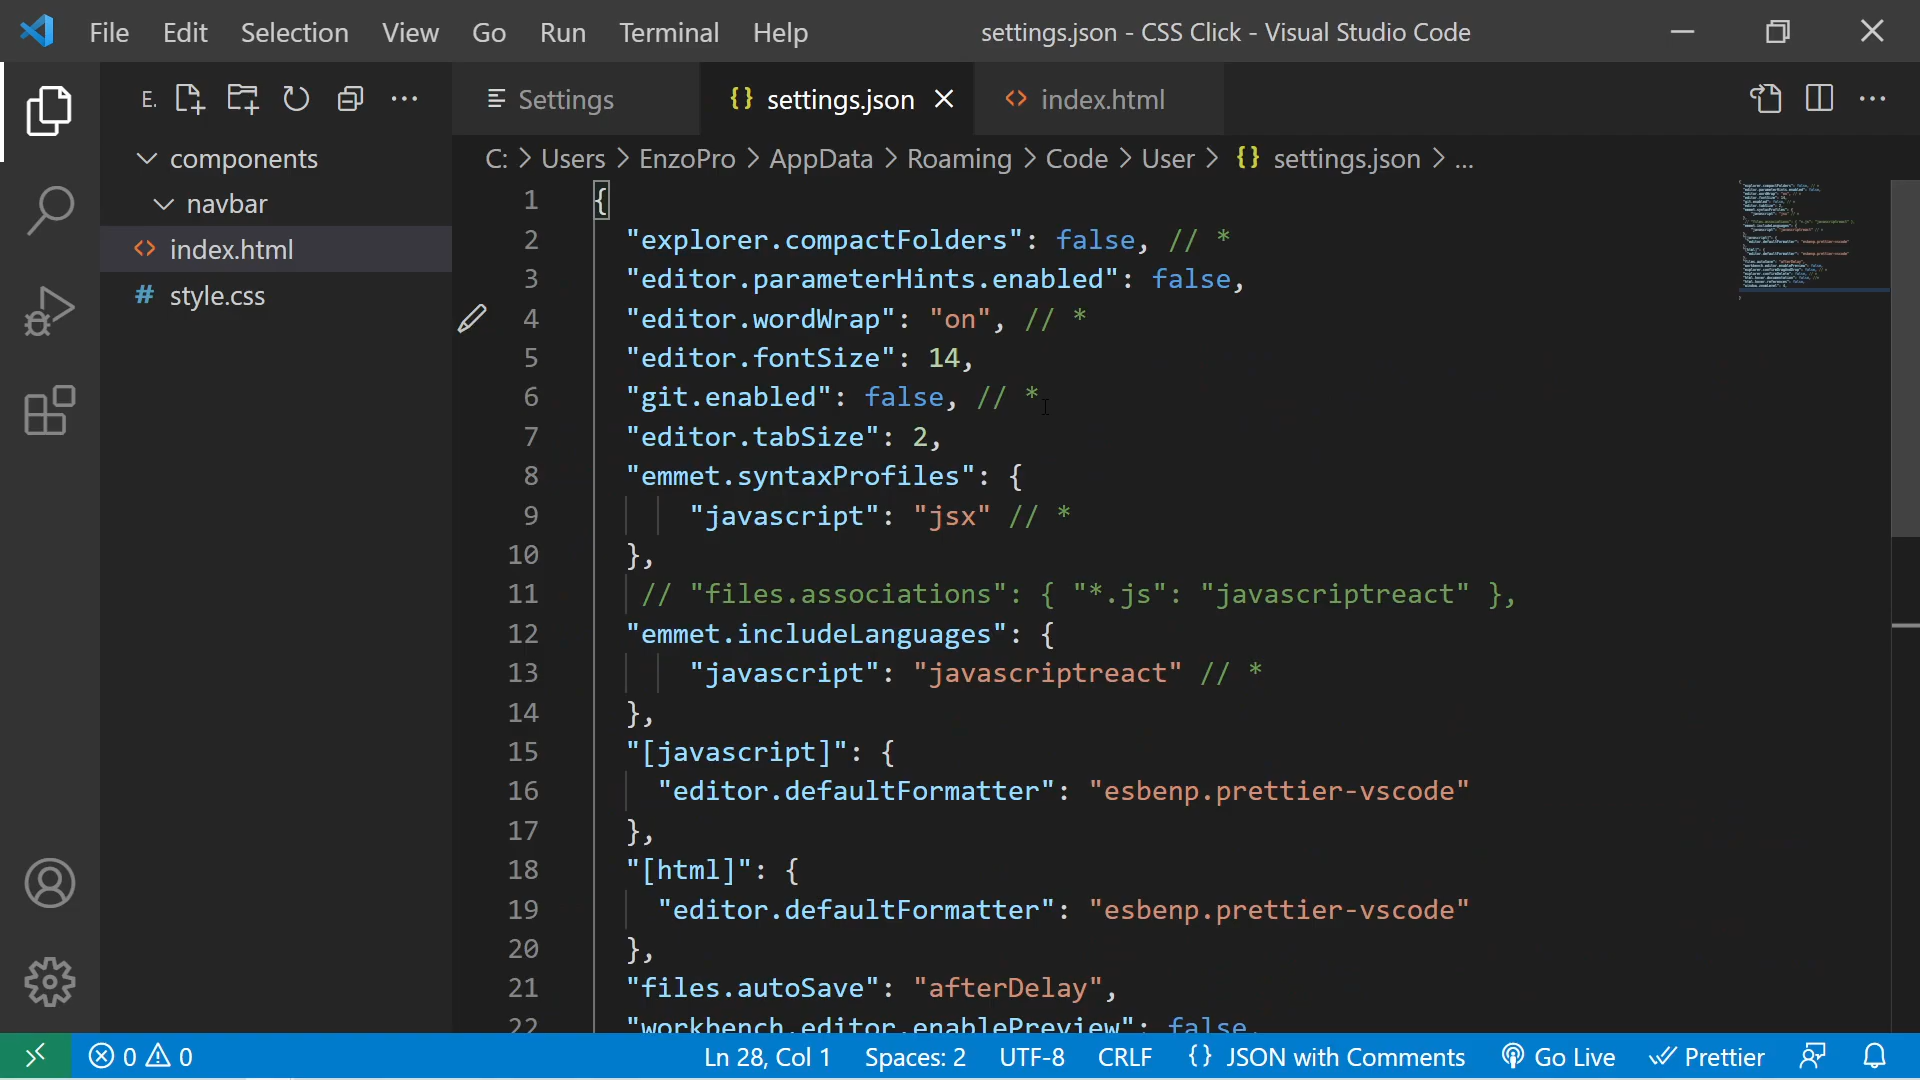 File Edit Selection View Go Run Terminal Help
settings.json - CSS Click - Visual Studio Code
E.
components
navbar
<> index.html
# style.css
Settings
{} settings.json
<> index.html
C: > Users > EnzoPro > AppData > Roaming > Code > User > {} settings.json > ...
1 {
2 "explorer.compactFolders": false, // *
3 "editor.parameterHints.enabled": false,
4 "editor.wordWrap": "on", // *
5 "editor.fontSize": 14,
6 "git.enabled": false, // *
7 "editor.tabSize": 2,
8 "emmet.syntaxProfiles": {
9 "javascript": "jsx" // *
10 },
11 // "files.associations": { "*.js": "javascriptreact" },
12 "emmet.includeLanguages": {
13 "javascript": "javascriptreact" // *
14 },
15 "[javascript]": {
16 "editor.defaultFormatter": "esbenp.prettier-vscode"
17 },
18 "[html]": {
19 "editor.defaultFormatter": "esbenp.prettier-vscode"
20 },
21 "files.autoSave": "afterDelay",
22 "workbench.editor.enablePreview": false,
0 0
Ln 28, Col 1 Spaces: 2 UTF-8 CRLF {} JSON with Comments Go Live Prettier